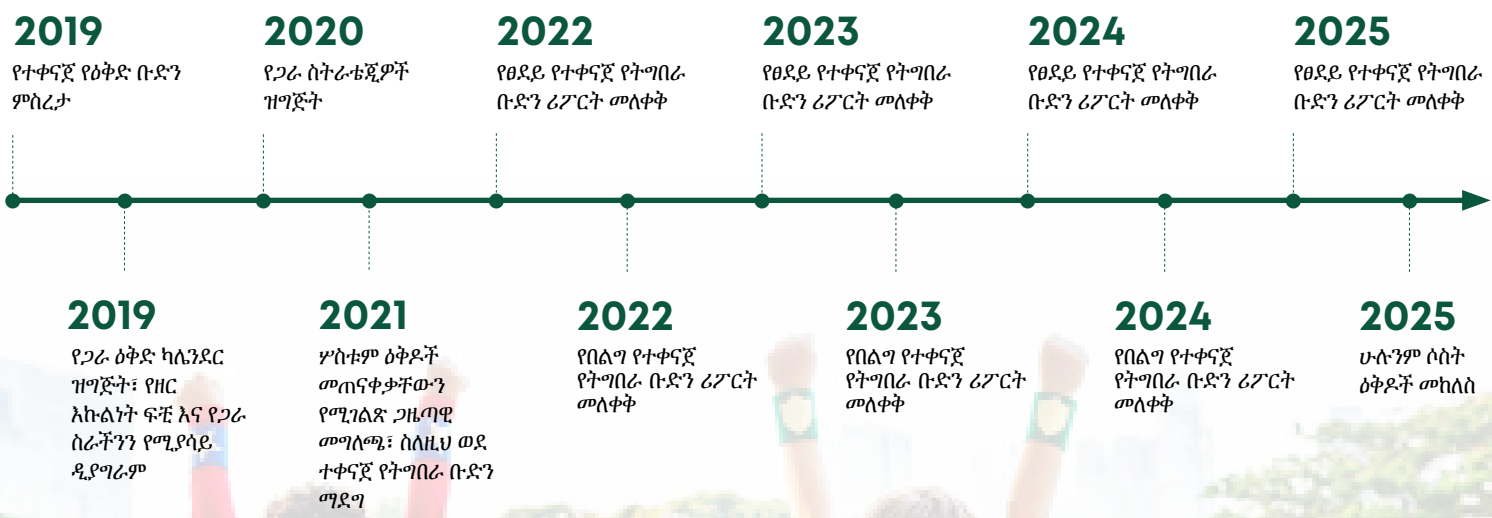 2019
የተቀናጀ የዕቅድ ቡድን
ምስረታ
2020
የጋራ ስትራቴጂዎች
ዝግጅት
2022
የፀደይ የተቀናጀ የትግበራ
ቡድን ሪፖርት መለቀቅ
2023
የፀደይ የተቀናጀ የትግበራ
ቡድን ሪፖርት መለቀቅ
2024
የፀደይ የተቀናጀ የትግበራ
ቡድን ሪፖርት መለቀቅ
2025
የፀደይ የተቀናጀ የትግበራ
ቡድን ሪፖርት መለቀቅ
2019
የጋራ ዕቅድ ካሌንደር
ዝግጅት፣ የዘር
እኩልነት ፍቺ እና የጋራ
ስራችንን የሚያሳይ
ዲያግራም
2021
ሦስቱም ዕቅዶች
መጠናቀቃቸውን
የሚገልጽ ጋዜጣዊ
መግለጫ፣ ስለዚህ ወደ
ተቀናጀ የትግበራ ቡድን
ማደግ
2022
የበልግ የተቀናጀ
የትግበራ ቡድን ሪፖርት
መለቀቅ
2023
የበልግ የተቀናጀ
የትግበራ ቡድን ሪፖርት
መለቀቅ
2024
የበልግ የተቀናጀ
የትግበራ ቡድን ሪፖርት
መለቀቅ
2025
ሁሉንም ሶስት
ዕቅዶች መከለስ